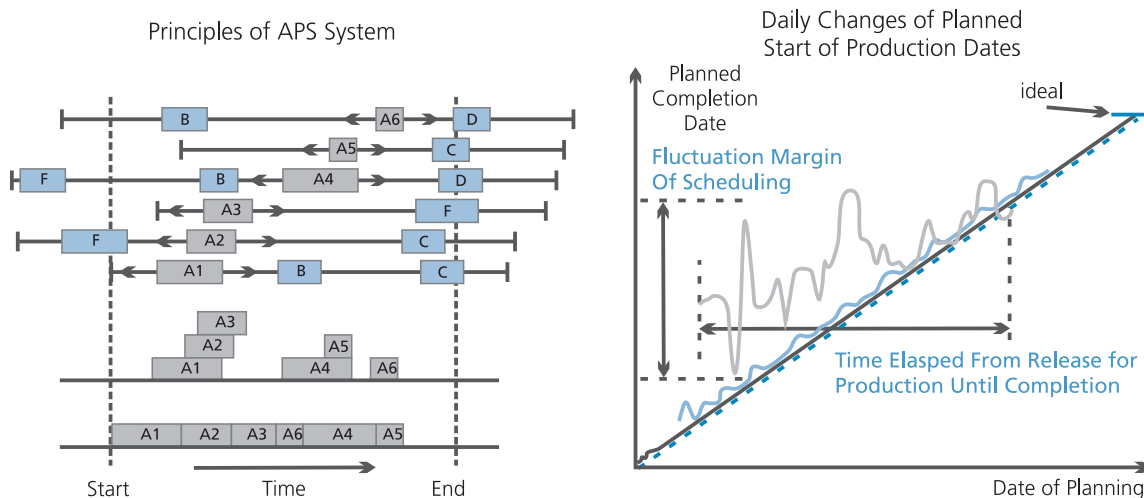 Principles of APS System
B
A6
D
A5
C
F
B
A4
D
A3
F
F
A2
C
A1
B
C
A3
A2
A5
A1
A4
A6
A1
A2
A3
A6
A4
A5
Start
Time
End
Daily Changes of Planned
Start of Production Dates
Planned
Completion
Date
ideal
Fluctuation Margin
Of Scheduling
Time Elasped From Release for
Production Until Completion
Date of Planning